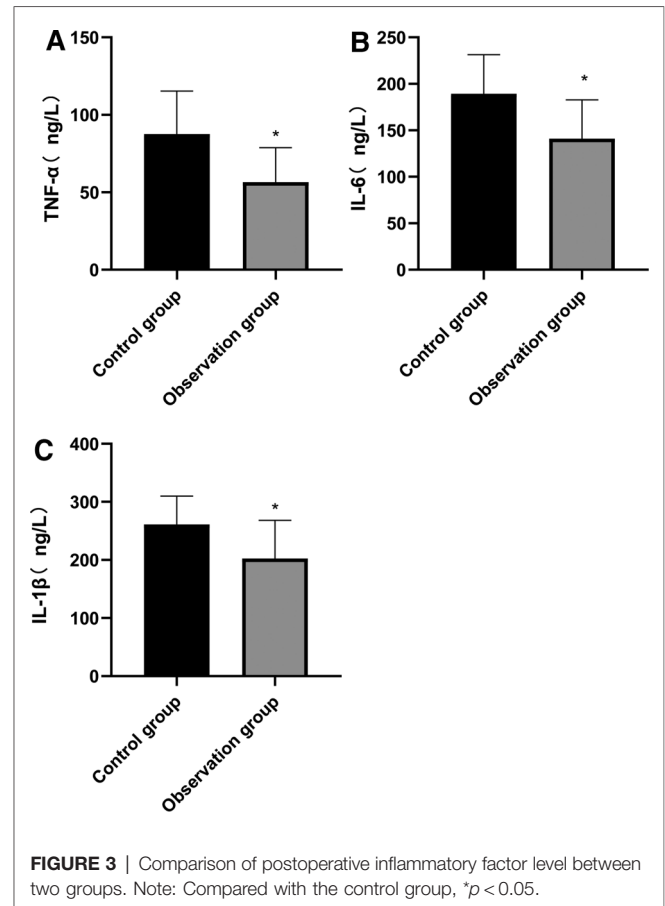 A
150
100
50
0
TNF-α( ng/L)
*
Control group
Observation group
B
250
200
150
100
50
0
IL-6( ng/L)
*
Control group
Observation group
C
400
300
200
100
0
IL-1β( ng/L)
*
Control group
Observation group
FIGURE 3 | Comparison of postoperative inflammatory factor level between
two groups. Note: Compared with the control group, *p < 0.05.